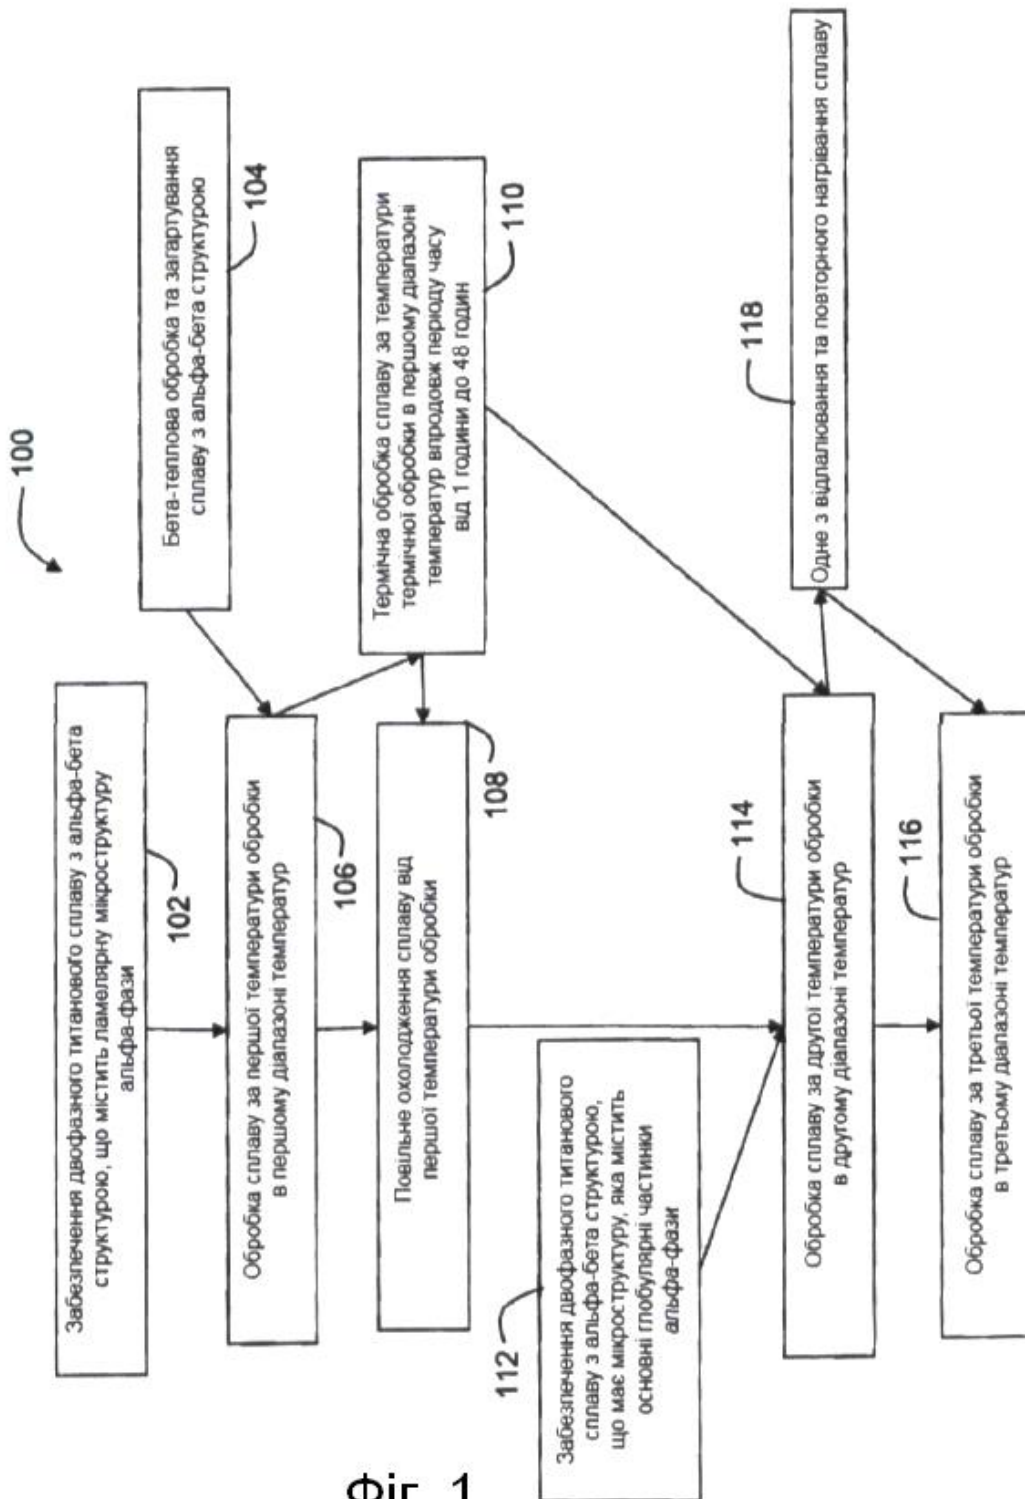 100
Забезпечення двофазного титанового сплаву з альфа-бета
структурою, що містить ламелярну мікроструктуру
альфа-фази
102
Бета-теплова обробка та загартування
сплаву з альфа-бета структурою
104
Обробка сплаву за першої температури обробки
в першому діапазоні температур
106
Термічна обробка сплаву за температури
термічної обробки в першому діапазоні
температур впродовж періоду часу
від 1 години до 48 годин
110
Повільне охолодження сплаву від
першої температури обробки
108
112
Забезпечення двофазного титанового
сплаву з альфа-бета структурою,
що має мікроструктуру, яка містить
основні глобулярні частинки
альфа-фази
Обробка сплаву за другої температури обробки
в другому діапазоні температур
114
118
Одне з відпалювання та повторного нагрівання сплаву
116
Обробка сплаву за третьої температури обробки
в третьому діапазоні температур
Фіг. 1